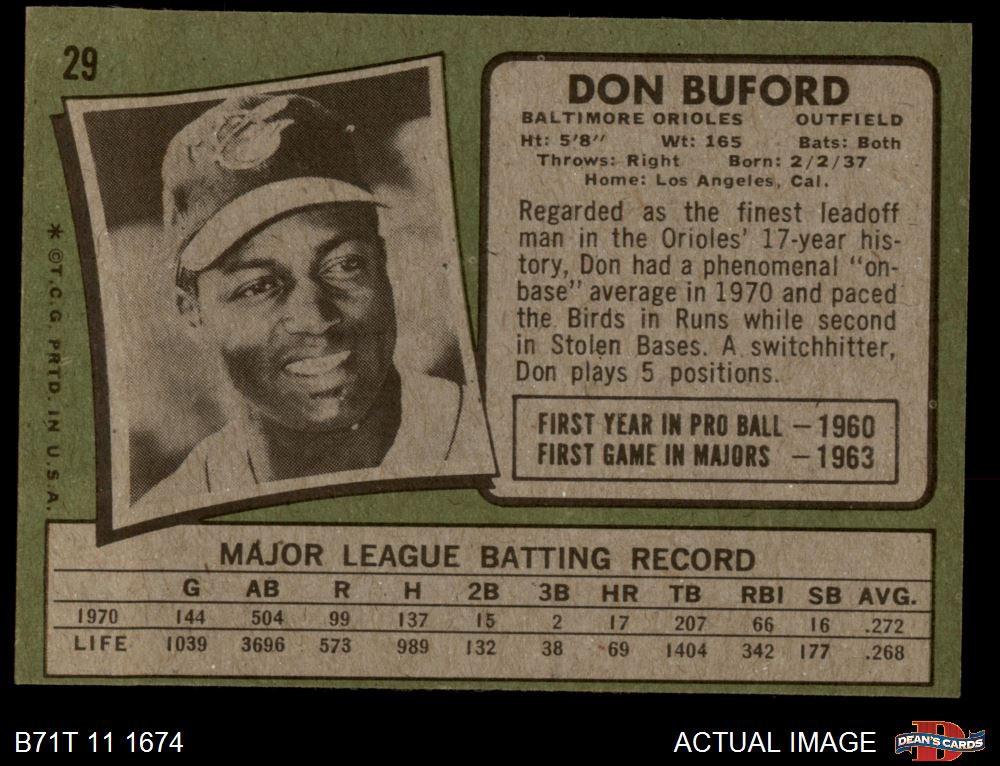 29
DON BUFORD
BALTIMORE ORIOLES OUTFIELD
Ht: 5'8" Wt: 165 Bats: Both
Throws: Right Born: 2/2/37
Home: Los Angeles, Cal.
Regarded as the finest leadoff
man in the Orioles' 17-year his-
tory, Don had a phenomenal "on-
base" average in 1970 and paced
the Birds in Runs while second
in Stolen Bases. A switchhitter,
Don plays 5 positions.
FIRST YEAR IN PRO BALL — 1960
FIRST GAME IN MAJORS — 1963
* © T.C.G. PRTD. IN U.S.A.
MAJOR LEAGUE BATTING RECORD
G AB R H 2B 3B HR TB RBI SB AVG.
1970 144 504 99 137 15 2 17 207 66 16 .272
LIFE 1039 3696 573 989 132 38 69 1404 342 177 .268
B71T 11 1674 ACTUAL IMAGE DEAN'S CARDS